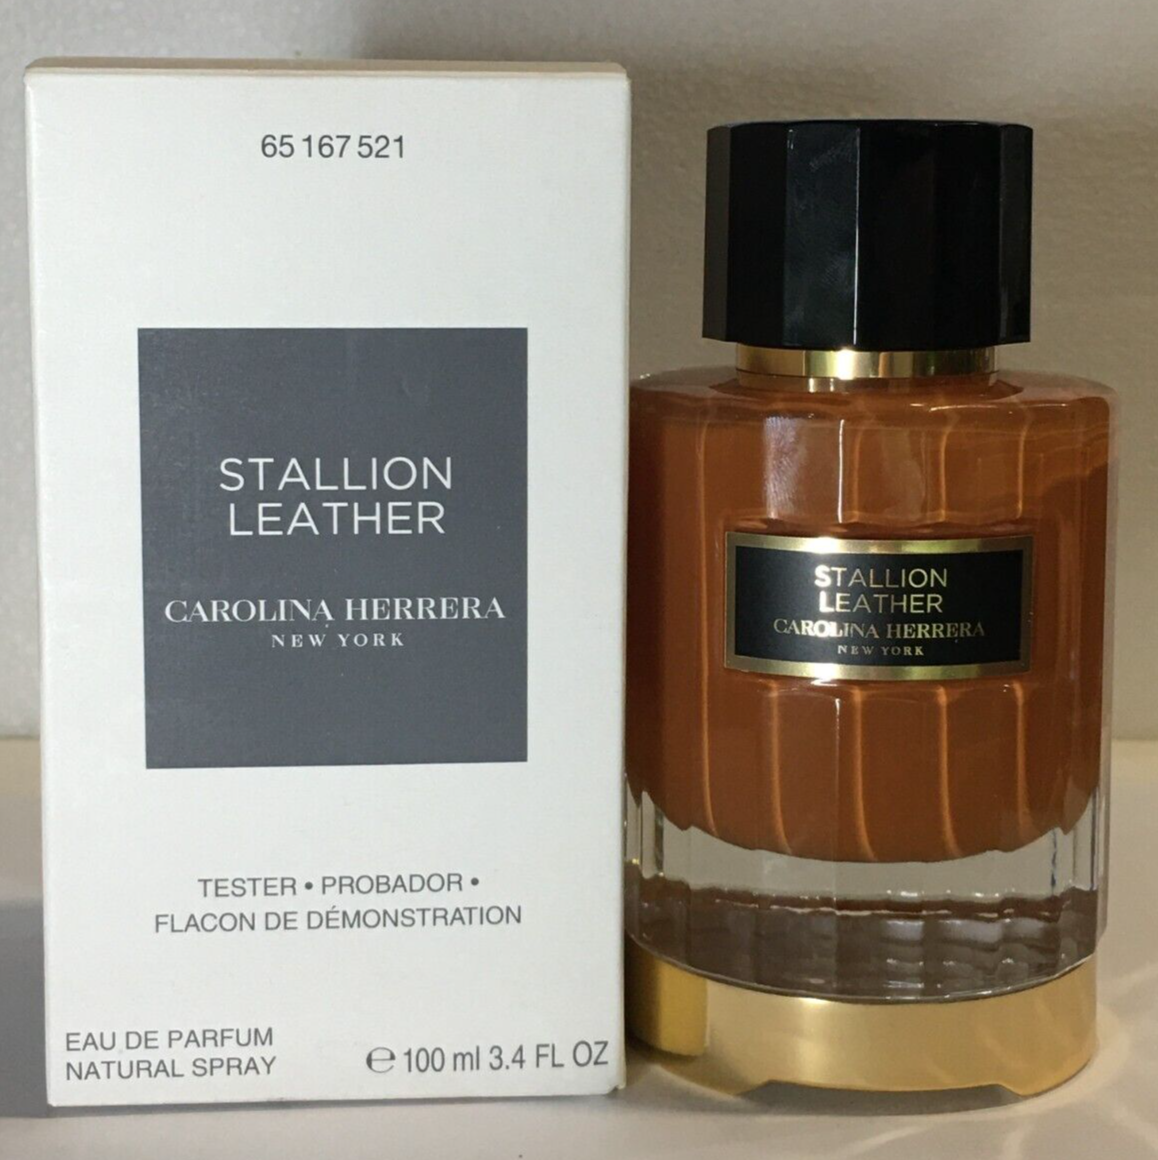 65 167 521
STALLION
LEATHER
CAROLINA HERRERA
NEW YORK
TESTER • PROBADOR •
FLACON DE DÉMONSTRATION
EAU DE PARFUM
NATURAL SPRAY
℮ 100 ml 3.4 FL OZ
STALLION
LEATHER
CAROLINA HERRERA
NEW YORK